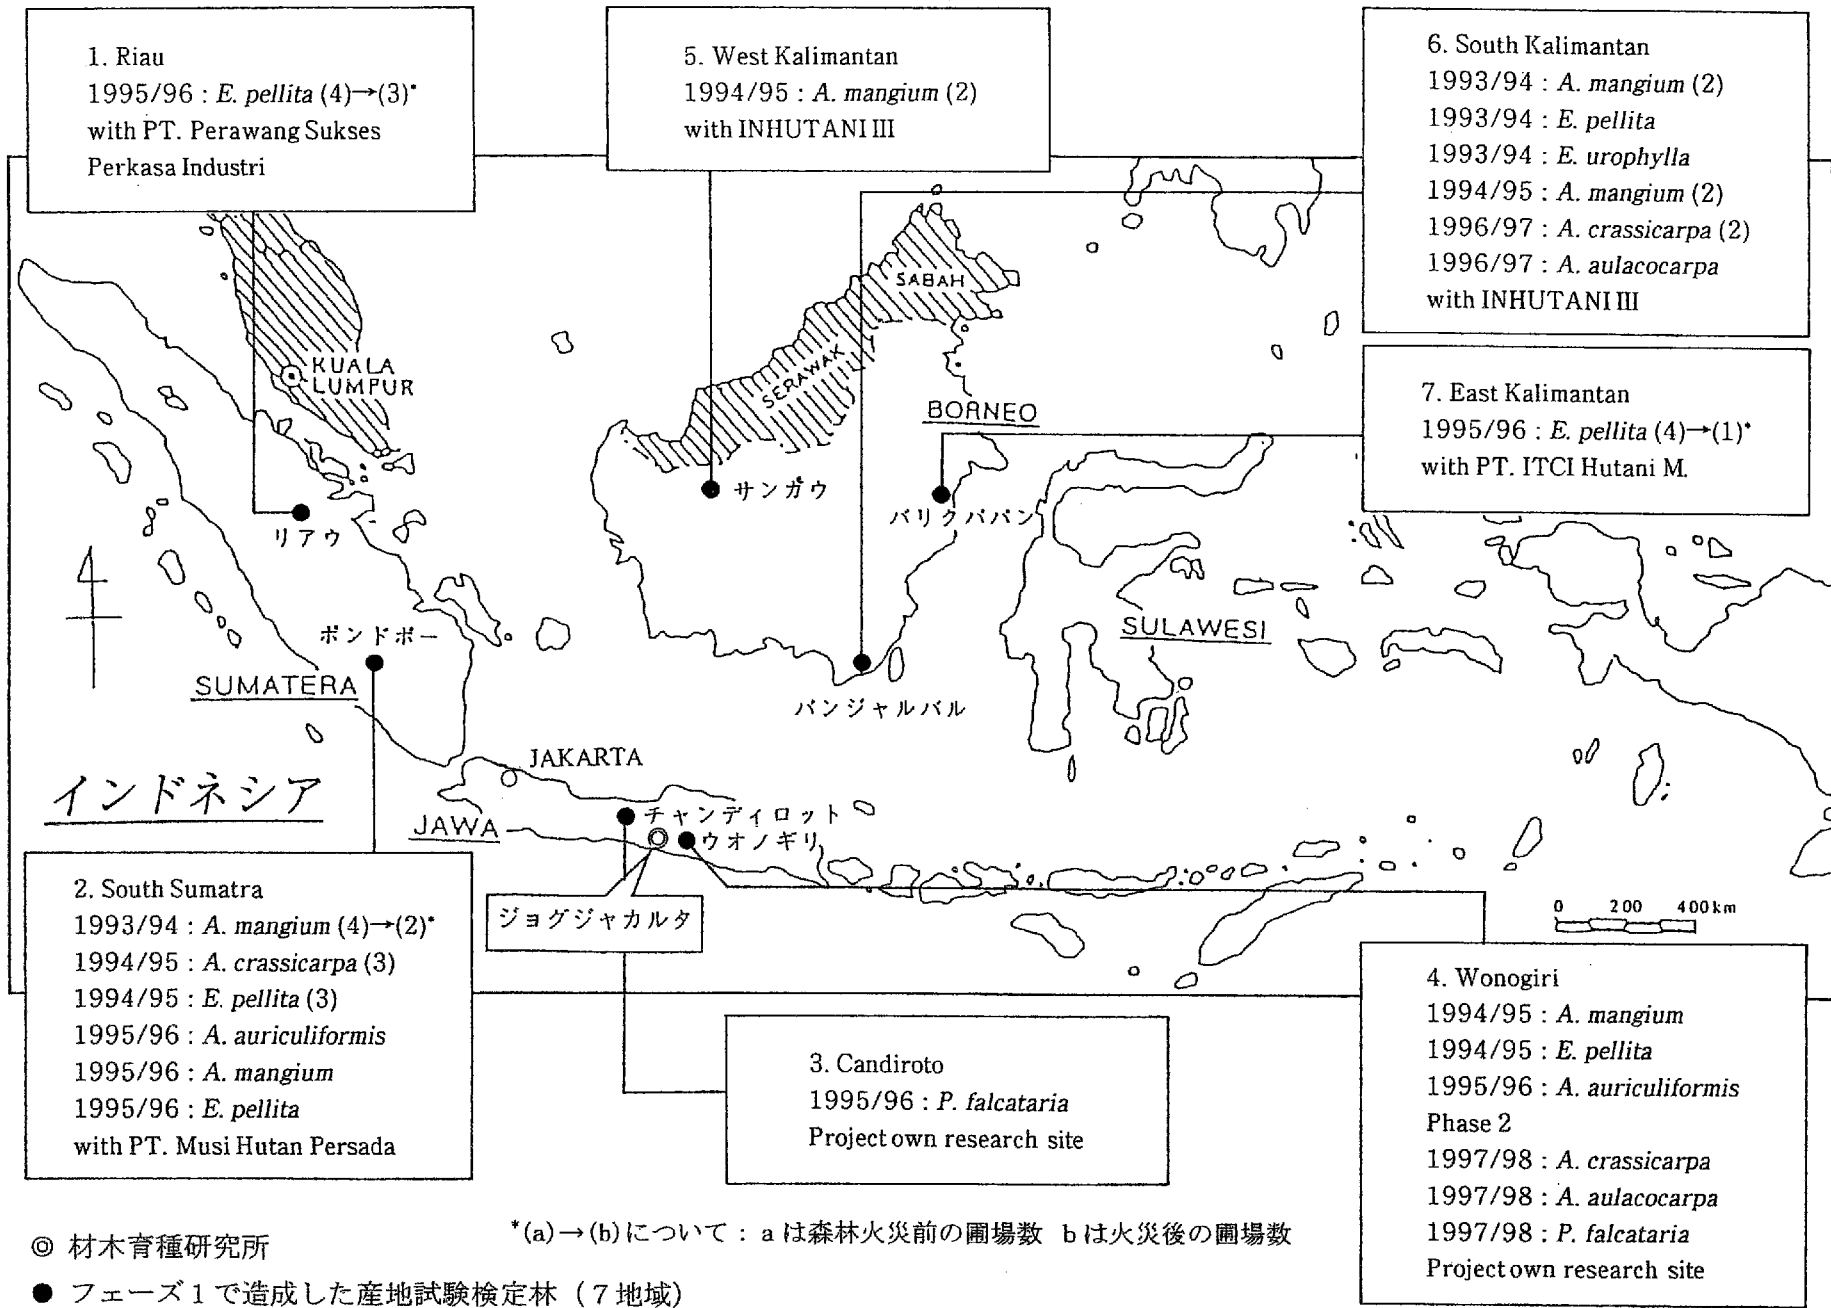 1. Riau
1995/96 : E. pellita (4)→(3)*
with PT. Perawang Sukses
Perkasa Industri
5. West Kalimantan
1994/95 : A. mangium (2)
with INHUTANI III
6. South Kalimantan
1993/94 : A. mangium (2)
1993/94 : E. pellita
1993/94 : E. urophylla
1994/95 : A. mangium (2)
1996/97 : A. crassicarpa (2)
1996/97 : A. aulacocarpa
with INHUTANI III
7. East Kalimantan
1995/96 : E. pellita (4)→(1)*
with PT. ITCI Hutani M.
SABAH
SERAWAK
KUALA
LUMPUR
BORNEO
サンガウ
バリクパパン
リアウ
ポンドボー
SUMATERA
SULAWESI
バンジャルバル
インドネシア
JAKARTA
JAWA
チャンディロット
ウオノギリ
ジョグジャカルタ
0 200 400km
2. South Sumatra
1993/94 : A. mangium (4)→(2)*
1994/95 : A. crassicarpa (3)
1994/95 : E. pellita (3)
1995/96 : A. auriculiformis
1995/96 : A. mangium
1995/96 : E. pellita
with PT. Musi Hutan Persada
3. Candiroto
1995/96 : P. falcataria
Project own research site
4. Wonogiri
1994/95 : A. mangium
1994/95 : E. pellita
1995/96 : A. auriculiformis
Phase 2
1997/98 : A. crassicarpa
1997/98 : A. aulacocarpa
1997/98 : P. falcataria
Project own research site
*(a)→(b)について：aは森林火災前の圃場数 bは火災後の圃場数
◎ 材木育種研究所
● フェーズ1で造成した産地試験検定林（7地域）